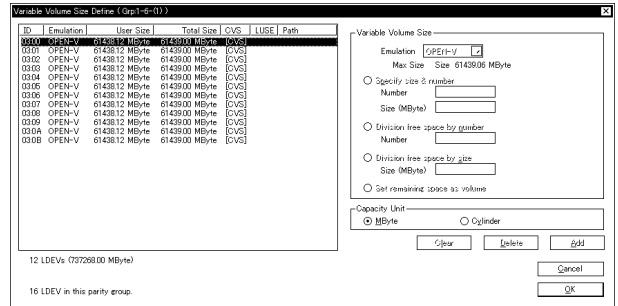 Variable Volume Size Define ( Grp:1-6-(1) )
ID Emulation User Size Total Size CVS LUSE Path
03:00 OPEN-V 61438.12 MByte 61439.00 MByte [CVS]
03:01 OPEN-V 61438.12 MByte 61439.00 MByte [CVS]
03:02 OPEN-V 61438.12 MByte 61439.00 MByte [CVS]
03:03 OPEN-V 61438.12 MByte 61439.00 MByte [CVS]
03:04 OPEN-V 61438.12 MByte 61439.00 MByte [CVS]
03:05 OPEN-V 61438.12 MByte 61439.00 MByte [CVS]
03:06 OPEN-V 61438.12 MByte 61439.00 MByte [CVS]
03:07 OPEN-V 61438.12 MByte 61439.00 MByte [CVS]
03:08 OPEN-V 61438.12 MByte 61439.00 MByte [CVS]
03:09 OPEN-V 61438.12 MByte 61439.00 MByte [CVS]
03:0A OPEN-V 61438.12 MByte 61439.00 MByte [CVS]
03:0B OPEN-V 61438.12 MByte 61439.00 MByte [CVS]
12 LDEVs (737268.00 MByte)
16 LDEV in this parity group.
Variable Volume Size
Emulation OPEN-V
Max Size Size 61439.06 MByte
Specify size & number
Number
Size (MByte)
Division free space by number
Number
Division free space by size
Size (MByte)
Set remaining space as volume
Capacity Unit
MByte Cylinder
Clear Delete Add
Cancel
OK